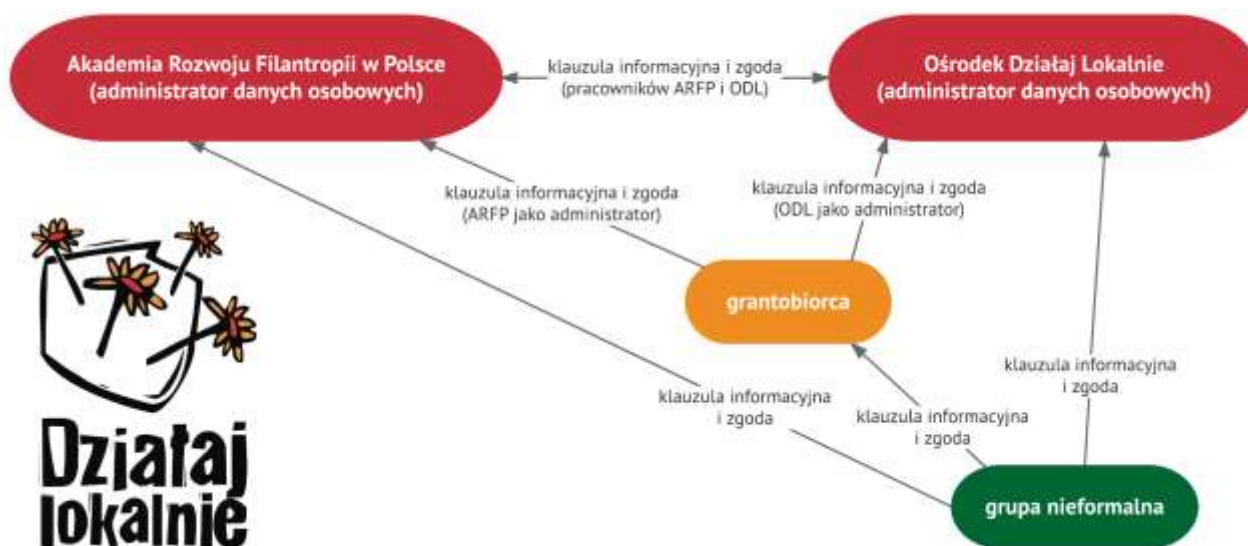 Akademia Rozwoju Filantropii w Polsce
(administrator danych osobowych)
klauzula informacyjna i zgoda
(pracowników ARFP i ODL)
Ośrodek Działaj Lokalnie
(administrator danych osobowych)
klauzula informacyjna i zgoda
(ARFP jako administrator)
klauzula informacyjna i zgoda
(ODL jako administrator)
grantobiorca
klauzula informacyjna
i zgoda
klauzula informacyjna
i zgoda
klauzula informacyjna
i zgoda
grupa nieformalna
Działaj
lokalnie